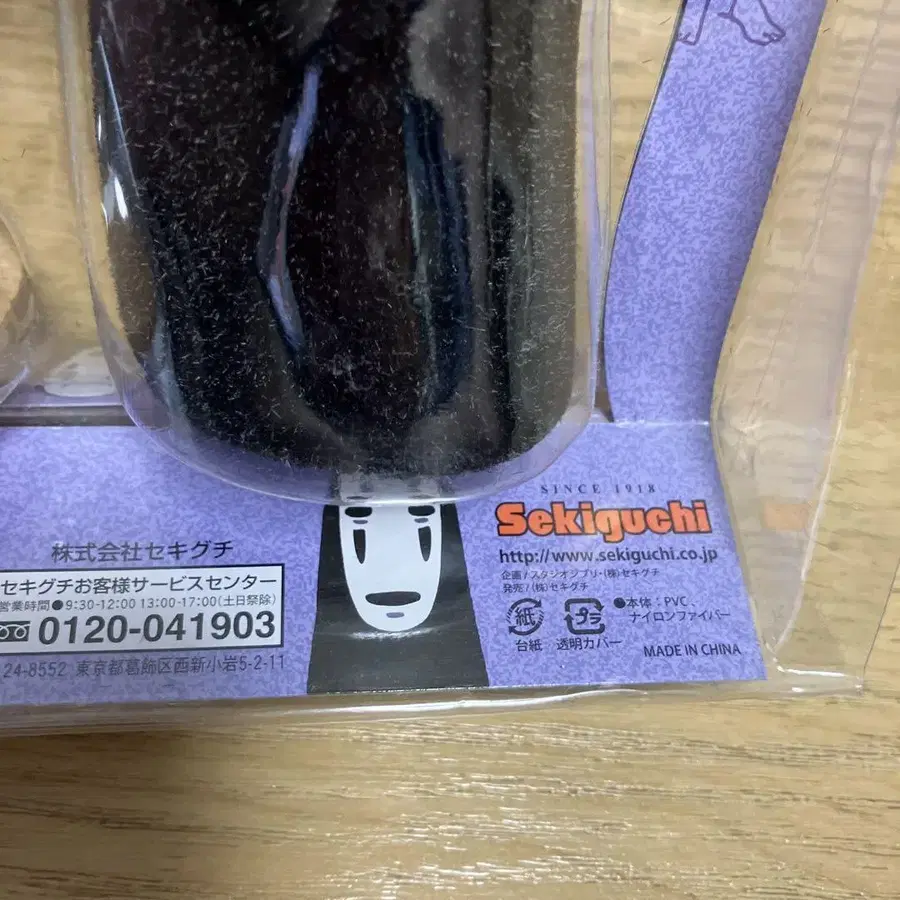 株式会社セキグチ
セキグチお客様サービスセンター
営業時間●9:30-12:00 13:00-17:00(土日祭除)
0120-041903
24-8552 東京都葛飾区西新小岩5-2-11
SINCE 1918
Sekiguchi
http://www.sekiguchi.co.jp
企画/スタジオジブリ・(株)セキグチ
発売/(株)セキグチ
紙
台紙
プラ
透明カバー
●本体:PVC、
ナイロンファイバー
MADE IN CHINA